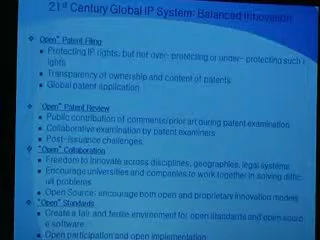 21st Century Global IP System: Balanced Innovation
"Open" Patent Filing
Protecting IP rights, but not over- protecting or under- protecting such r
ights
Transparency of ownership and content of patents
Global patent application
"Open" Patent Review
Public contribution of comments/prior art during patent examination
Collaborative examination by patent examiners
Post-issuance challenges
"Open" Collaboration
Freedom to innovate across disciplines, geographies, legal systems
Encourage universities and companies to work together in solving diffic
ult problems
Open Source: encourage both open and proprietary innovation models
"Open" Standards
Create a fair and fertile environment for open standards and open sourc
e software
Open participation and open implementation